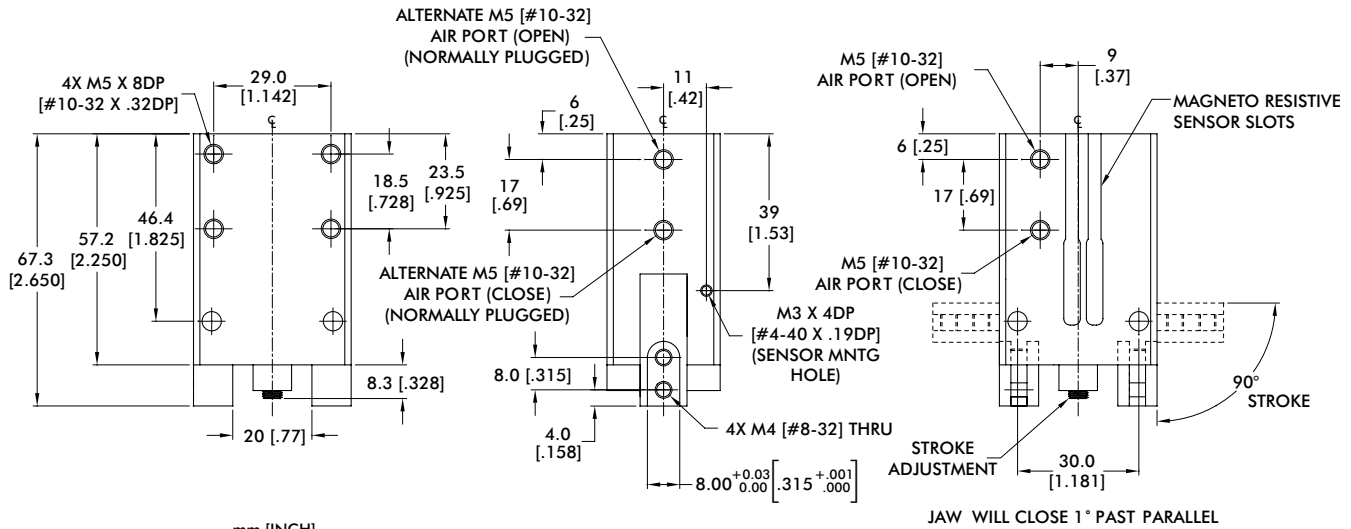 4X M5 X 8DP
[#10-32 X .32DP]
29.0
[1.142]
℄
67.3
[2.650]
57.2
[2.250]
46.4
[1.825]
18.5
[.728]
23.5
[.925]
8.3 [.328]
20 [.77]
ALTERNATE M5 [#10-32]
AIR PORT (OPEN)
(NORMALLY PLUGGED)
11
[.42]
6
[.25]
℄
17
[.69]
39
[1.53]
ALTERNATE M5 [#10-32]
AIR PORT (CLOSE)
(NORMALLY PLUGGED)
M3 X 4DP
[#4-40 X .19DP]
(SENSOR MNTG
HOLE)
8.0 [.315]
4.0
[.158]
4X M4 [#8-32] THRU
8.00 +0.03 0.00 [.315 +.001 .000]
M5 [#10-32]
AIR PORT (OPEN)
9
[.37]
℄
MAGNETO RESISTIVE
SENSOR SLOTS
6 [.25]
17 [.69]
M5 [#10-32]
AIR PORT (CLOSE)
90°
STROKE
STROKE
ADJUSTMENT
30.0
[1.181]
JAW WILL CLOSE 1° PAST PARALLEL
mm [INCH]